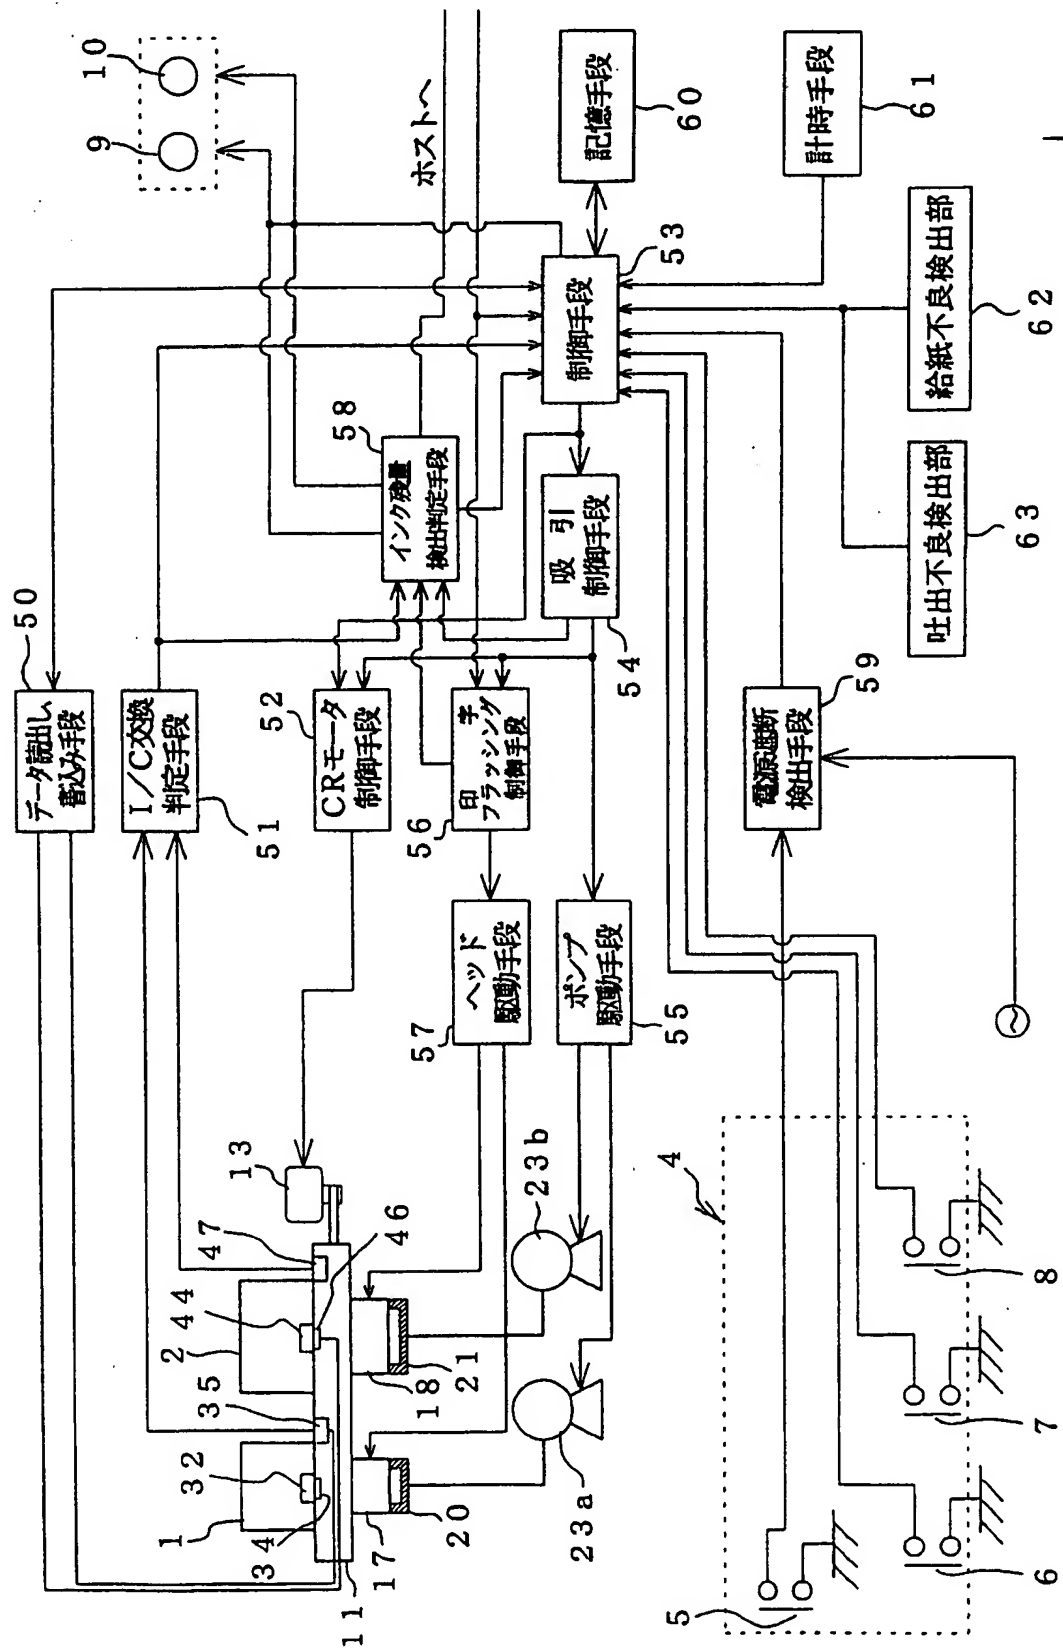 10
9
ホストへ
記憶手段
60
計時手段
61
制御手段
53
インク残量
検出判定手段
58
吸引
制御手段
54
給紙不良検出部
62
吐出不良検出部
63
データ読出し
書込み手段
50
I/C交換
判定手段
51
CRモータ
制御手段
52
印字
フラッシング
制御手段
56
電源遮断
検出手段
59
ヘッド
駆動手段
57
ポンプ
駆動手段
55
~
13
47
46
44
2
35
32
1
34
11
17
20
18
21
23a
23b
4
5
6
7
8